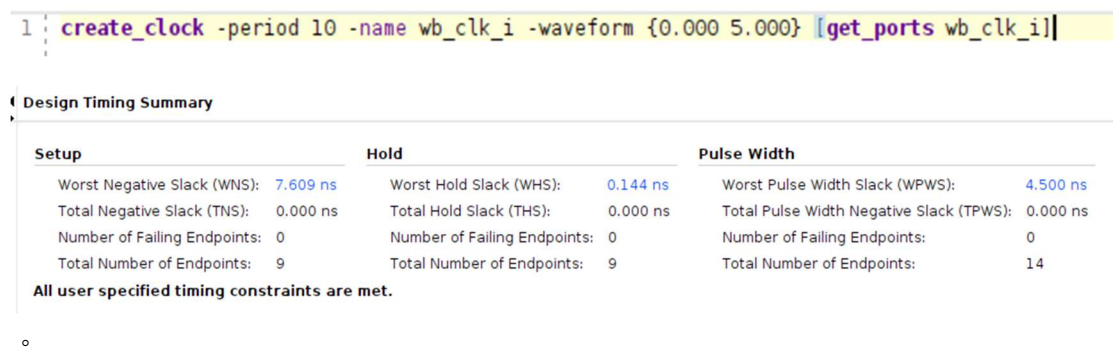 1 create_clock -period 10 -name wb_clk_i -waveform {0.000 5.000} [get_ports wb_clk_i]
Design Timing Summary
Setup Hold Pulse Width
Worst Negative Slack (WNS): 7.609 ns Worst Hold Slack (WHS): 0.144 ns Worst Pulse Width Slack (WPWS): 4.500 ns
Total Negative Slack (TNS): 0.000 ns Total Hold Slack (THS): 0.000 ns Total Pulse Width Negative Slack (TPWS): 0.000 ns
Number of Failing Endpoints: 0 Number of Failing Endpoints: 0 Number of Failing Endpoints: 0
Total Number of Endpoints: 9 Total Number of Endpoints: 9 Total Number of Endpoints: 14
All user specified timing constraints are met.